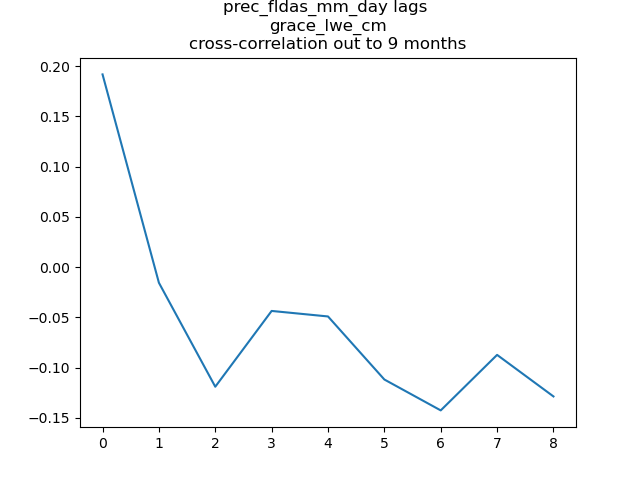 prec_fldas_mm_day lags
grace_lwe_cm
cross-correlation out to 9 months
0.20
0.15
0.10
0.05
0.00
−0.05
−0.10
−0.15
0 1 2 3 4 5 6 7 8